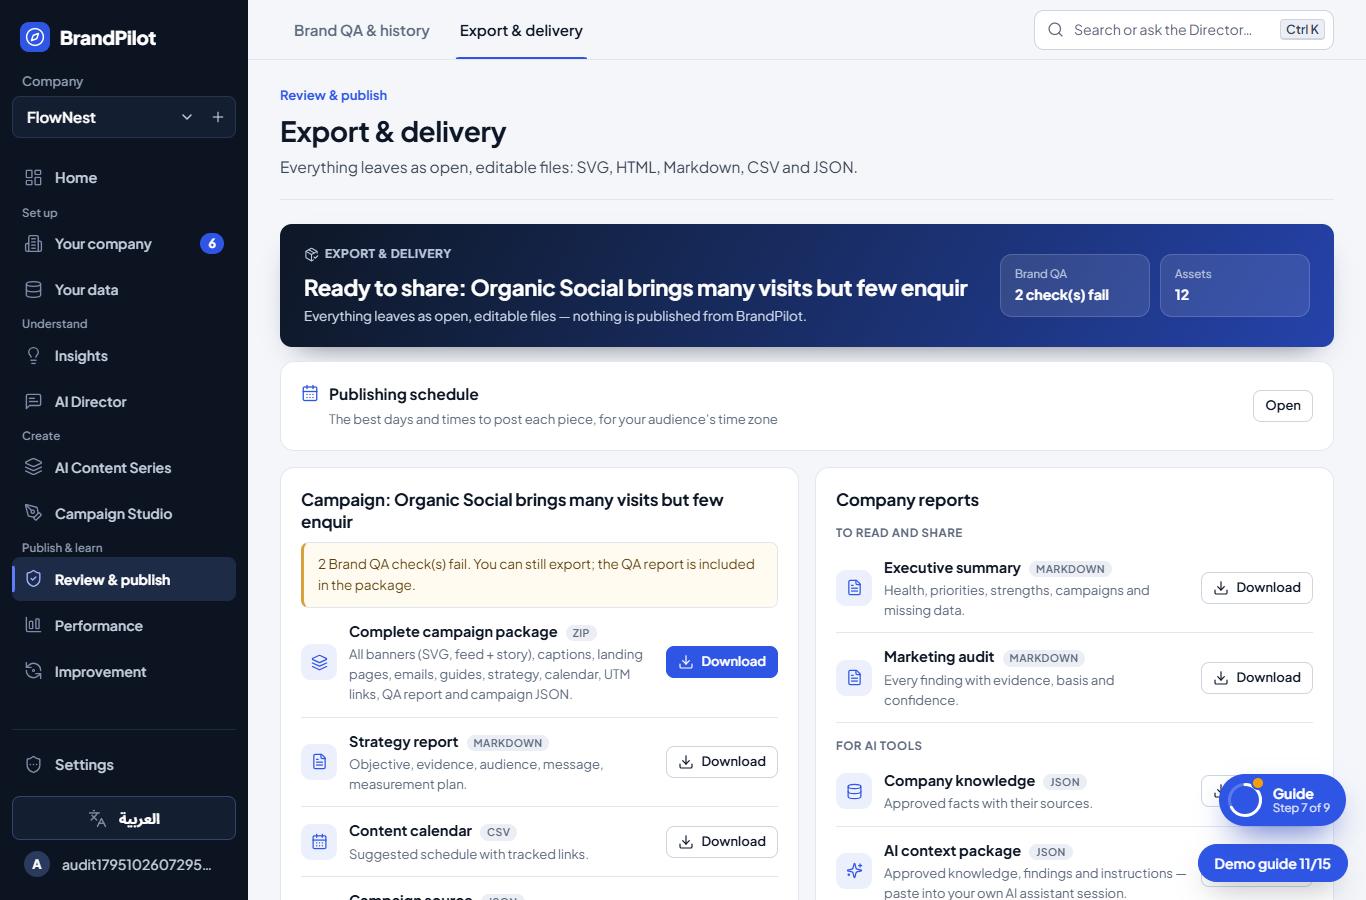 BrandPilot
Company
FlowNest
Home
Set up
Your company
6
Your data
Understand
Insights
AI Director
Create
AI Content Series
Campaign Studio
Publish & learn
Review & publish
Performance
Improvement
Settings
العربية
A
audit1795102607295...
Brand QA & history
Export & delivery
Search or ask the Director...
Ctrl K
Review & publish
Export & delivery
Everything leaves as open, editable files: SVG, HTML, Markdown, CSV and JSON.
EXPORT & DELIVERY
Ready to share: Organic Social brings many visits but few enquir
Everything leaves as open, editable files — nothing is published from BrandPilot.
Brand QA
2 check(s) fail
Assets
12
Publishing schedule
The best days and times to post each piece, for your audience's time zone
Open
Campaign: Organic Social brings many visits but few
enquir
2 Brand QA check(s) fail. You can still export; the QA report is included
in the package.
Complete campaign package ZIP
All banners (SVG, feed + story), captions, landing
pages, emails, guides, strategy, calendar, UTM
links, QA report and campaign JSON.
Download
Strategy report MARKDOWN
Objective, evidence, audience, message,
measurement plan.
Download
Content calendar CSV
Suggested schedule with tracked links.
Download
Campaign source JSON
Company reports
TO READ AND SHARE
Executive summary MARKDOWN
Health, priorities, strengths, campaigns and
missing data.
Download
Marketing audit MARKDOWN
Every finding with evidence, basis and
confidence.
Download
FOR AI TOOLS
Company knowledge JSON
Approved facts with their sources.
AI context package JSON
Approved knowledge, findings and instructions —
paste into your own AI assistant session.
Guide
Step 7 of 9
Demo guide 11/15